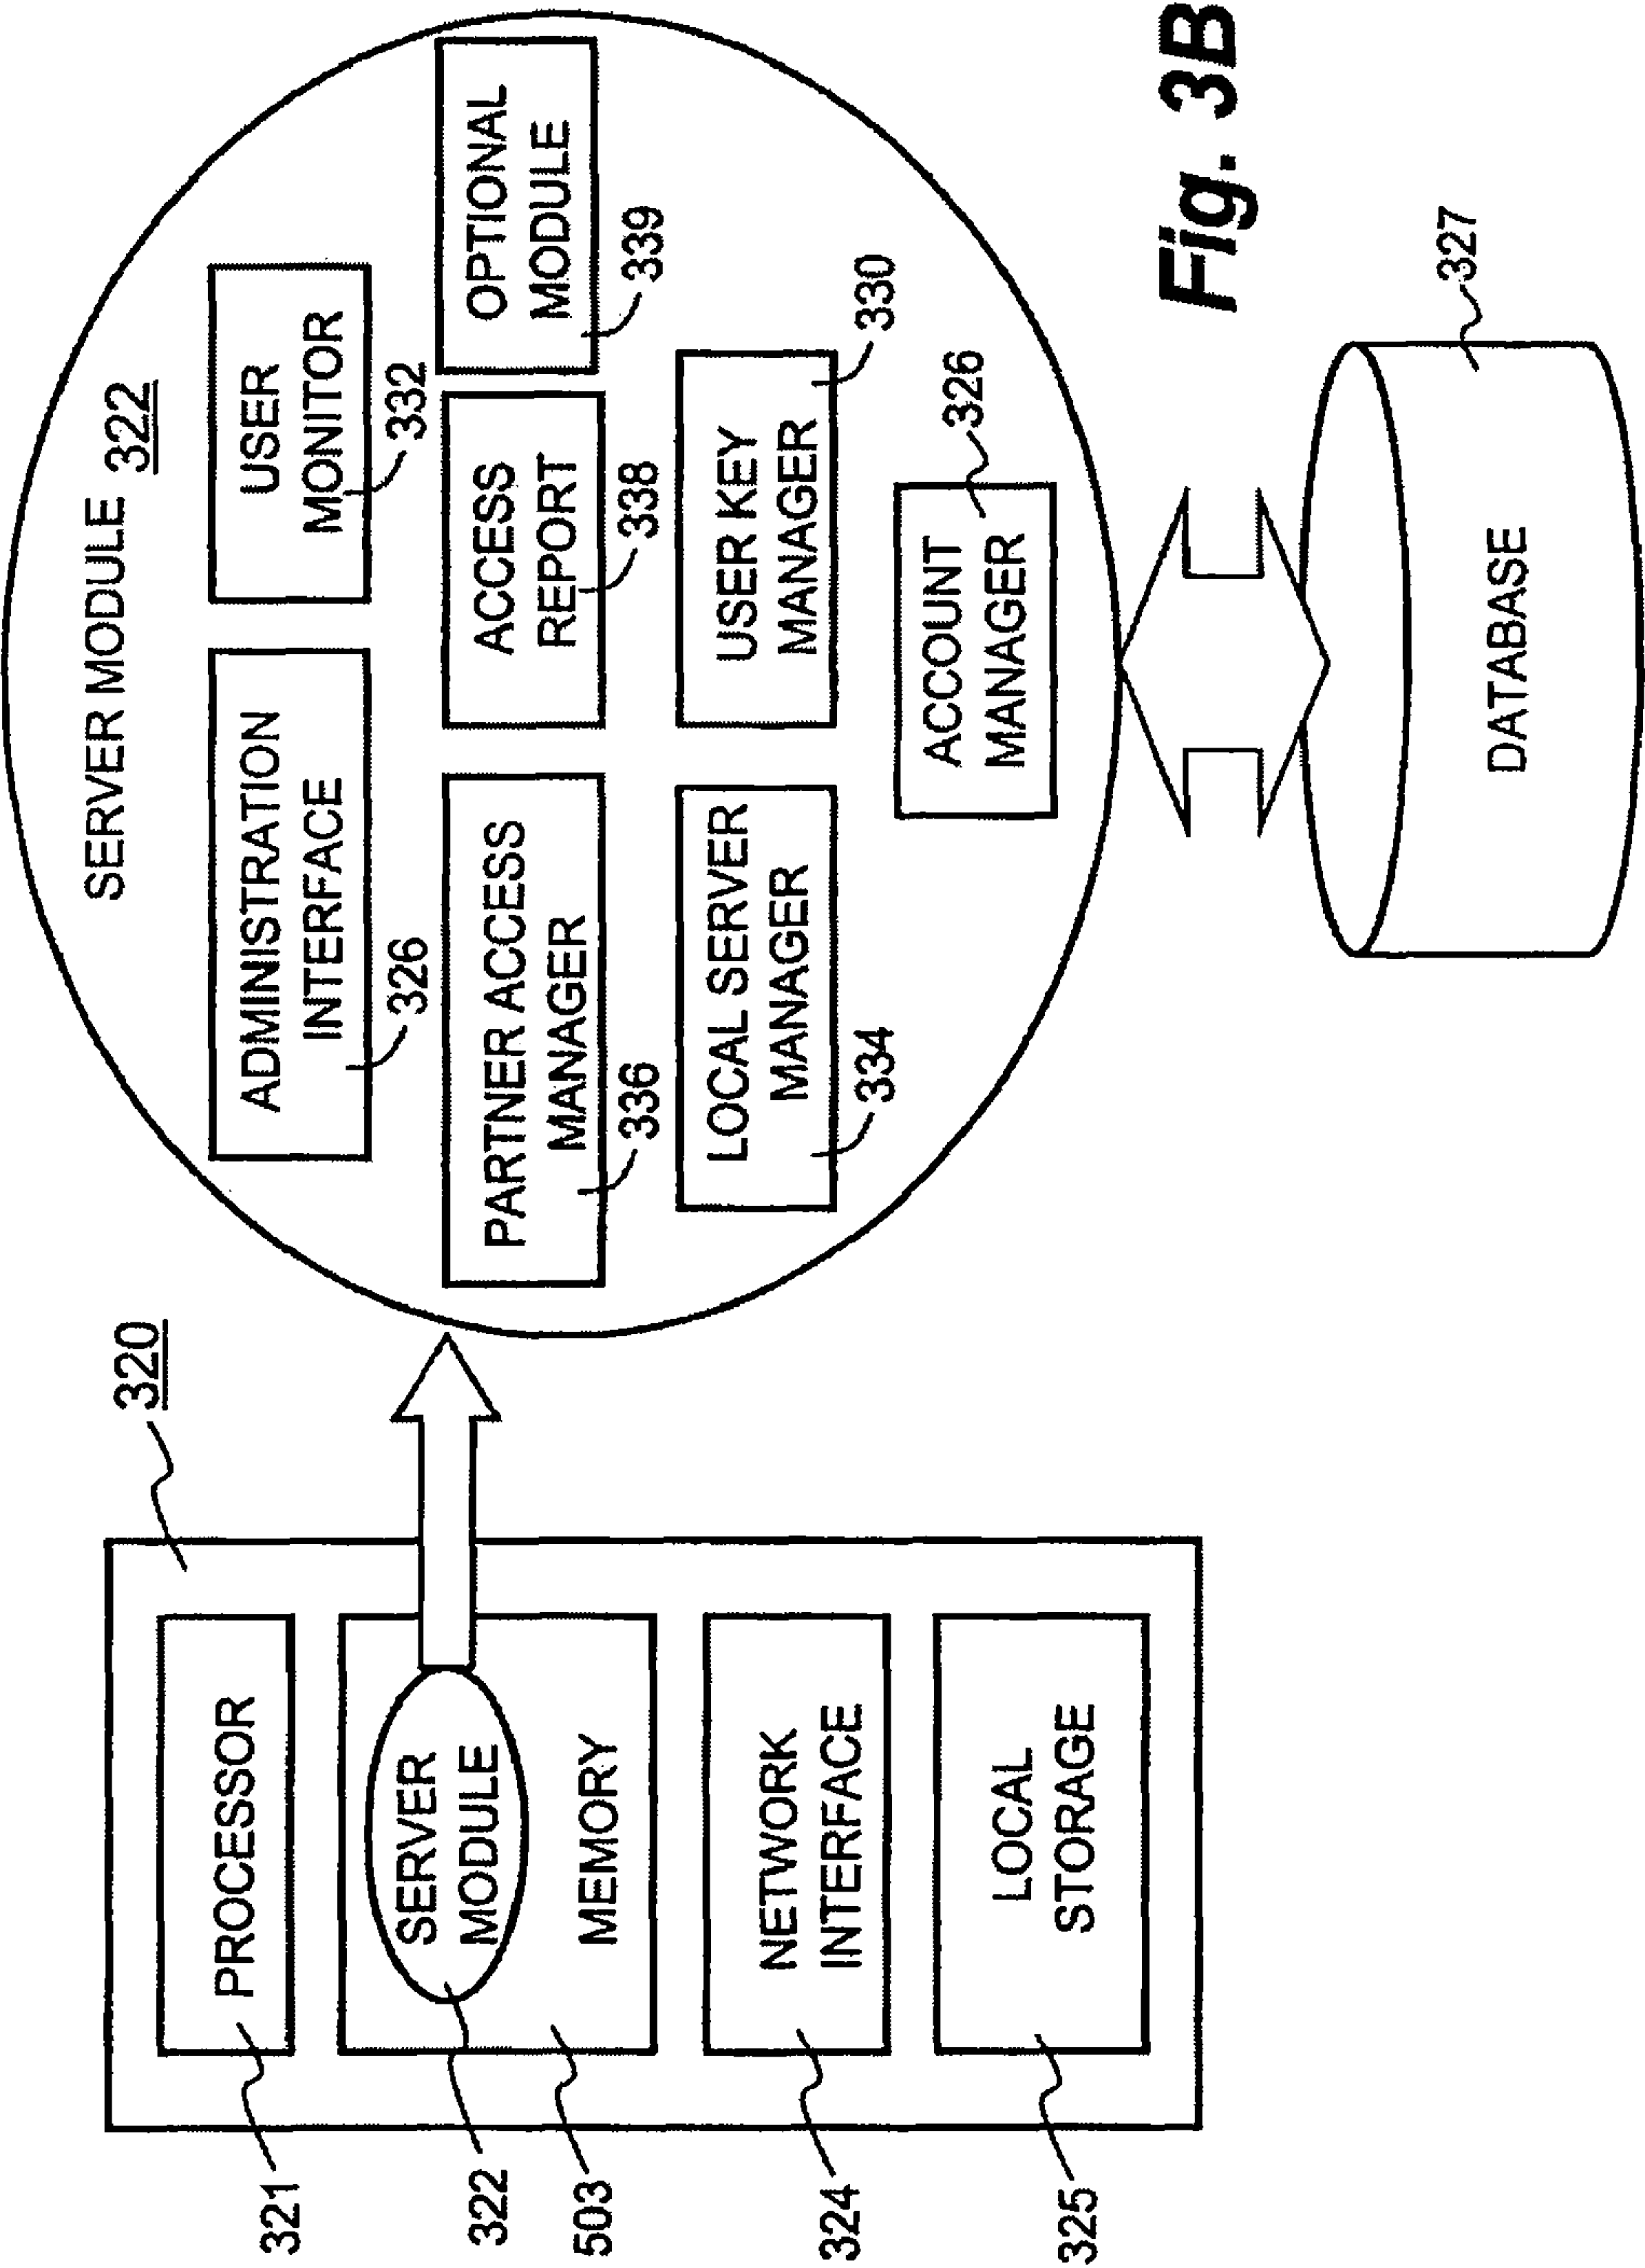 320
321
PROCESSOR
322
SERVER
MODULE
503
MEMORY
324
NETWORK
INTERFACE
325
LOCAL
STORAGE
SERVER MODULE 322
ADMINISTRATION
INTERFACE
326
USER
MONITOR
332
PARTNER ACCESS
MANAGER
336
ACCESS
REPORT
338
OPTIONAL
MODULE
339
LOCAL SERVER
MANAGER
334
USER KEY
MANAGER
330
ACCOUNT
MANAGER
326
DATABASE
327
Fig. 3B